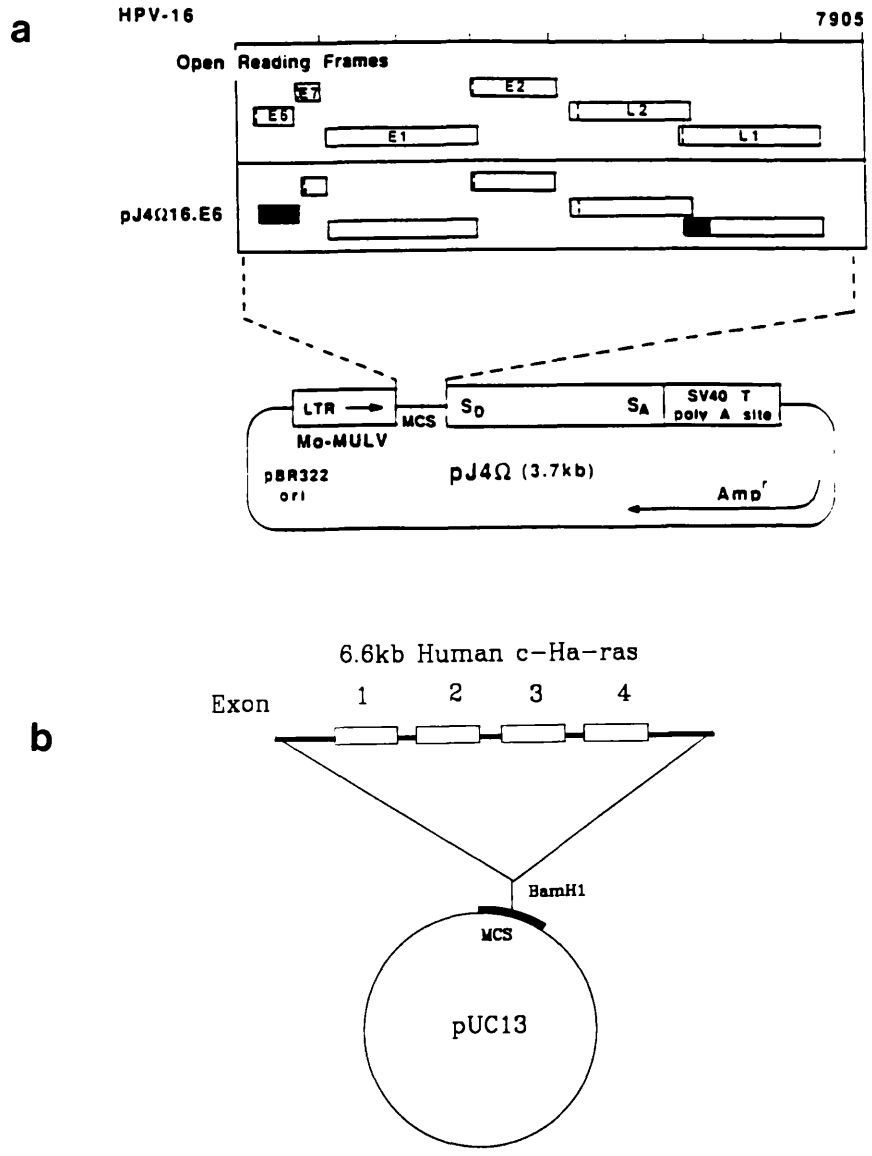 a
HPV-16
7905
Open Reading Frames
E7
E2
E6
L2
E1
L1
pJ4Ω16.E6
LTR
MCS
SD
SA
SV40 T
poly A site
Mo-MULV
pBR322
ori
pJ4Ω (3.7kb)
Ampr
6.6kb Human c-Ha-ras
Exon
1 2 3 4
b
BamH1
MCS
pUC13